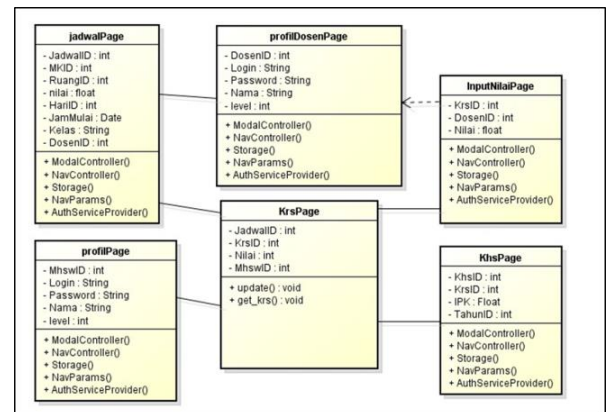 jadwalPage
- JadwalID : int
- MKID : int
- RuangID : int
- nilai : float
- HariID : int
- JamMulai : Date
- Kelas : String
- DosenID : int
+ ModalController()
+ NavController()
+ Storage()
+ NavParams()
+ AuthServiceProvider()
profilDosenPage
- DosenID : int
- Login : String
- Password : String
- Nama : String
- level : int
+ ModalController()
+ NavController()
+ Storage()
+ NavParams()
+ AuthServiceProvider()
InputNilaiPage
- KrsID : int
- DosenID : int
- Nilai : float
+ ModalController()
+ NavController()
+ Storage()
+ NavParams()
+ AuthServiceProvider()
KrsPage
- JadwalID : int
- KrsID : int
- Nilai : int
- MhswID : int
+ update() : void
+ get_krs() : void
profilPage
- MhswID : int
- Login : String
- Password : String
- Nama : String
- level : int
+ ModalController()
+ NavController()
+ Storage()
+ NavParams()
+ AuthServiceProvider()
KhsPage
- KhsID : int
- KrsID : int
- IPK : Float
- TahunID : int
+ ModalController()
+ NavController()
+ Storage()
+ NavParams()
+ AuthServiceProvider()